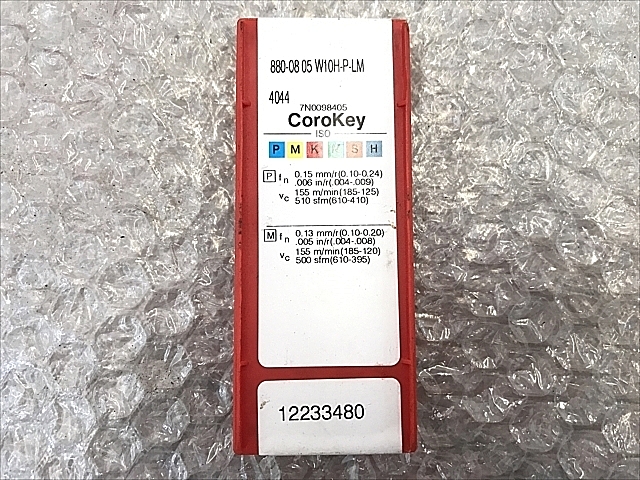 880-08 05 W10H-P-LM
4044
7N0098405
CoroKey
ISO
P M K N S H
P fn 0.15 mm/r(0.10-0.24)
.006 in/r(.004-.009)
vc 155 m/min(185-125)
510 sfm(610-410)
M fn 0.13 mm/r(0.10-0.20)
.005 in/r(.004-.008)
vc 155 m/min(185-120)
500 sfm(610-395)
12233480